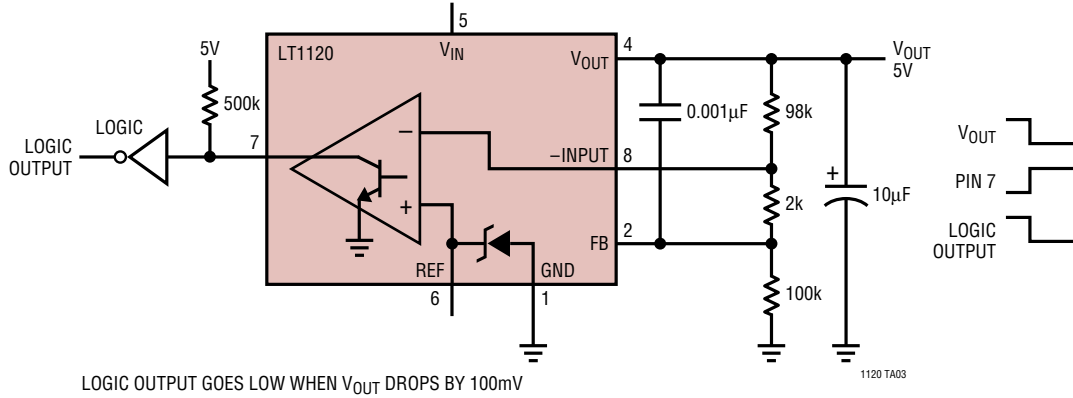 5
5V
LT1120
V_IN
V_OUT
4
V_OUT
5V
500k
0.001µF
98k
LOGIC
7
–
–INPUT
8
LOGIC
OUTPUT
V_OUT
PIN 7
LOGIC
OUTPUT
+
2k
+
10µF
FB
2
REF
GND
6
1
100k
1120 TA03
LOGIC OUTPUT GOES LOW WHEN V_OUT DROPS BY 100mV